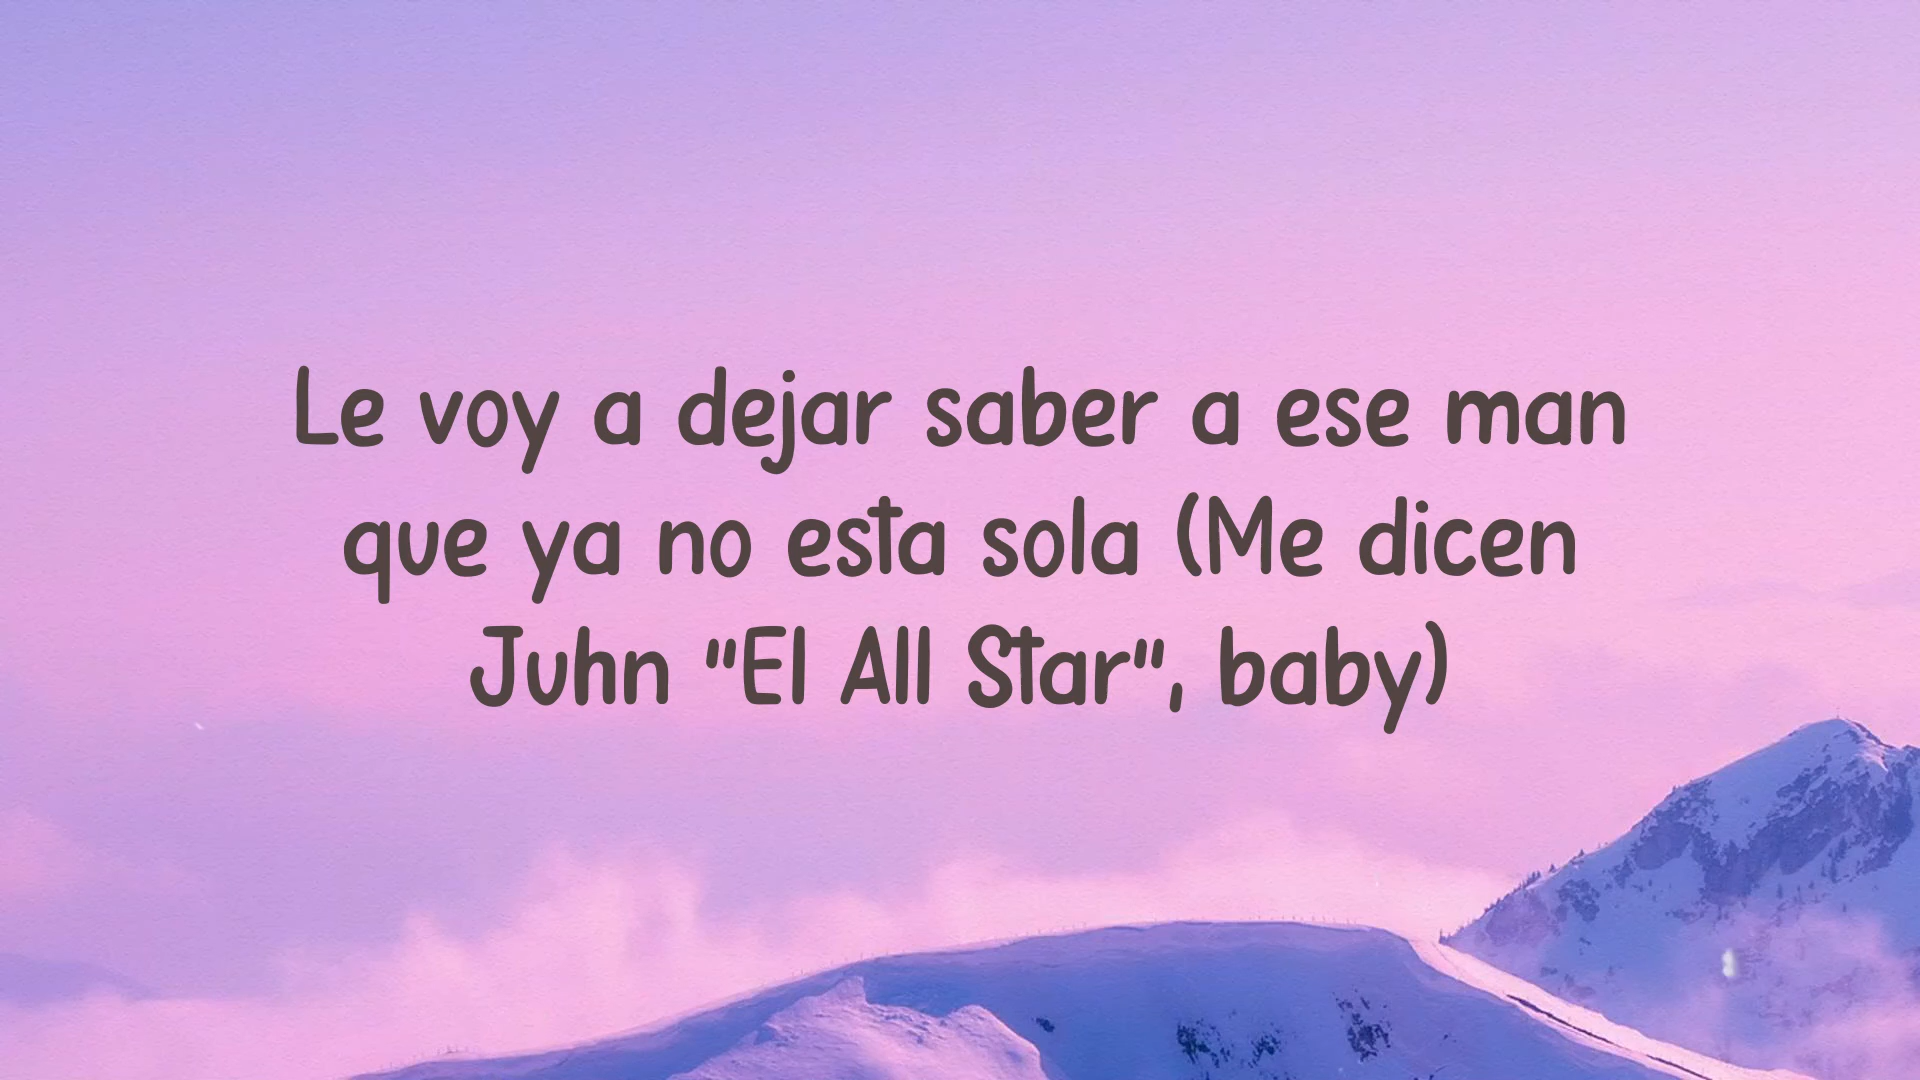 Le voy a dejar saber a ese man
que ya no esta sola (Me dicen
Juhn "El All Star", baby)